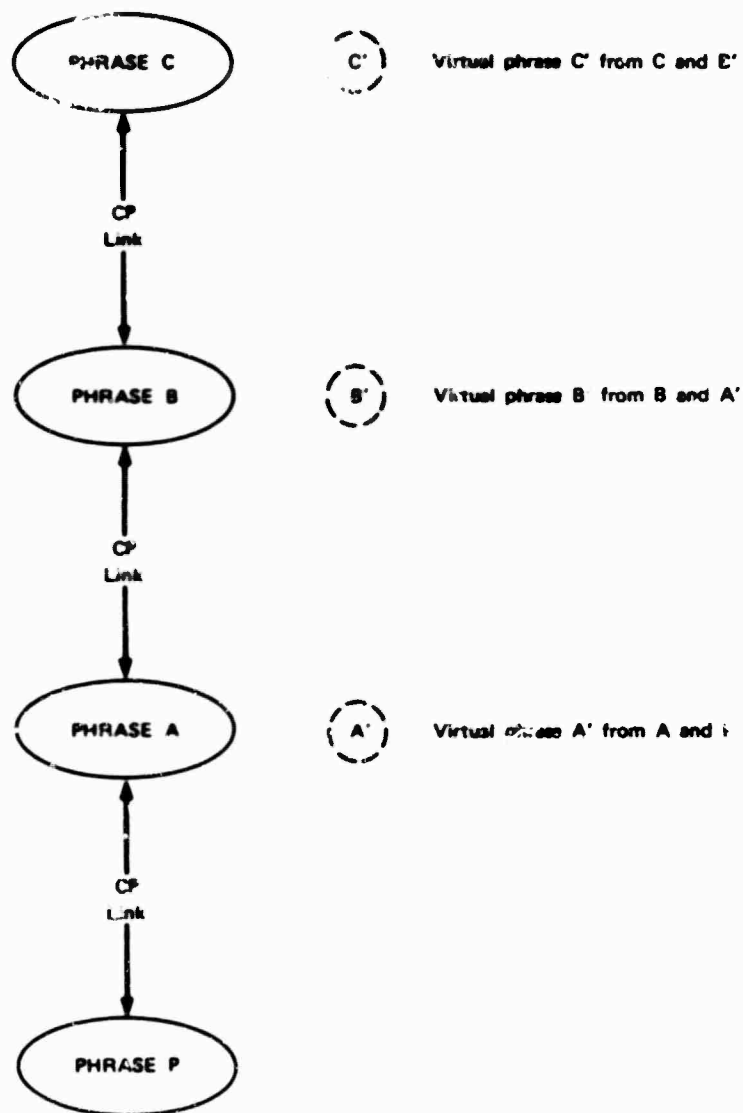 PHRASE C
C'
Virtual phrase C' from C and B'
CP
Link
PHRASE B
B'
Virtual phrase B from B and A'
CP
Link
PHRASE A
A'
Virtual phrase A' from A and
CP
Link
PHRASE P